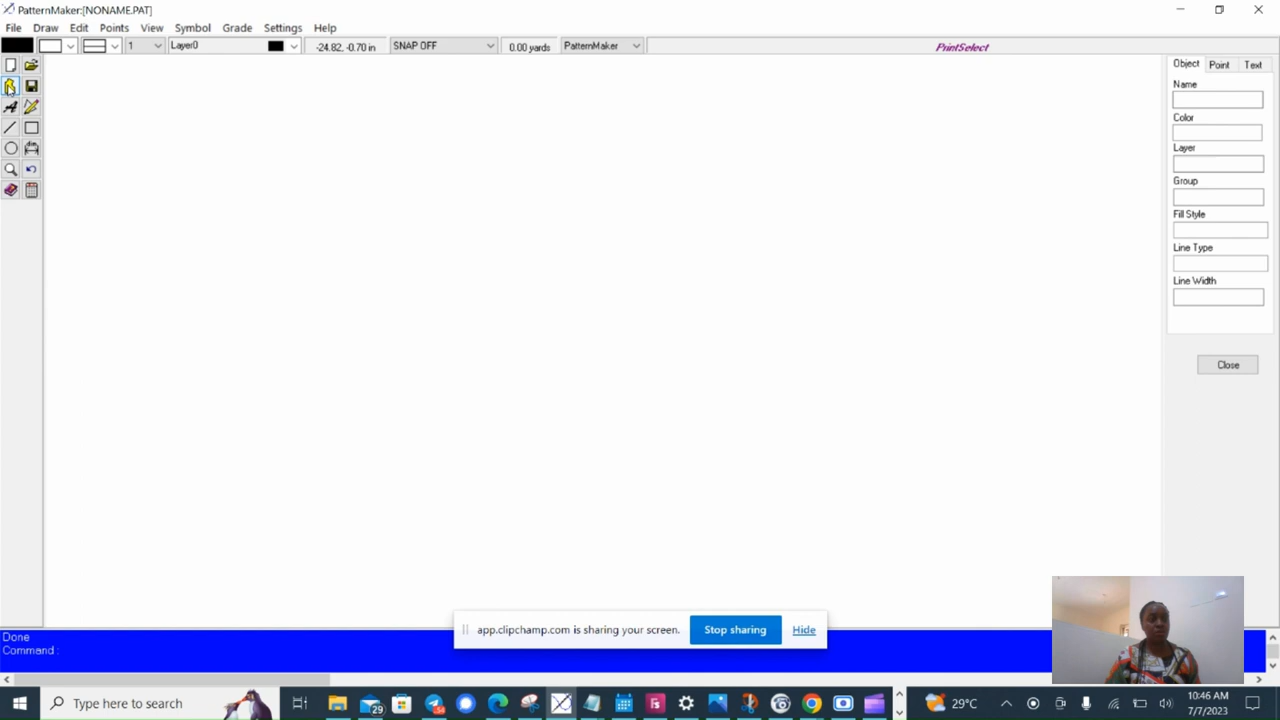 PatternMaker:[NONAME.PAT]
File Draw Edit Points View Symbol Grade Settings Help
1 Layer0 -24.82, -0.70 in SNAP OFF 0.00 yards PatternMaker PrintSelect
Object Point Text
Name
Color
Layer
Group
Fill Style
Line Type
Line Width
Close
app.clipchamp.com is sharing your screen. Stop sharing Hide
Done
Command :
Type here to search
29
29°C
10:46 AM
7/7/2023